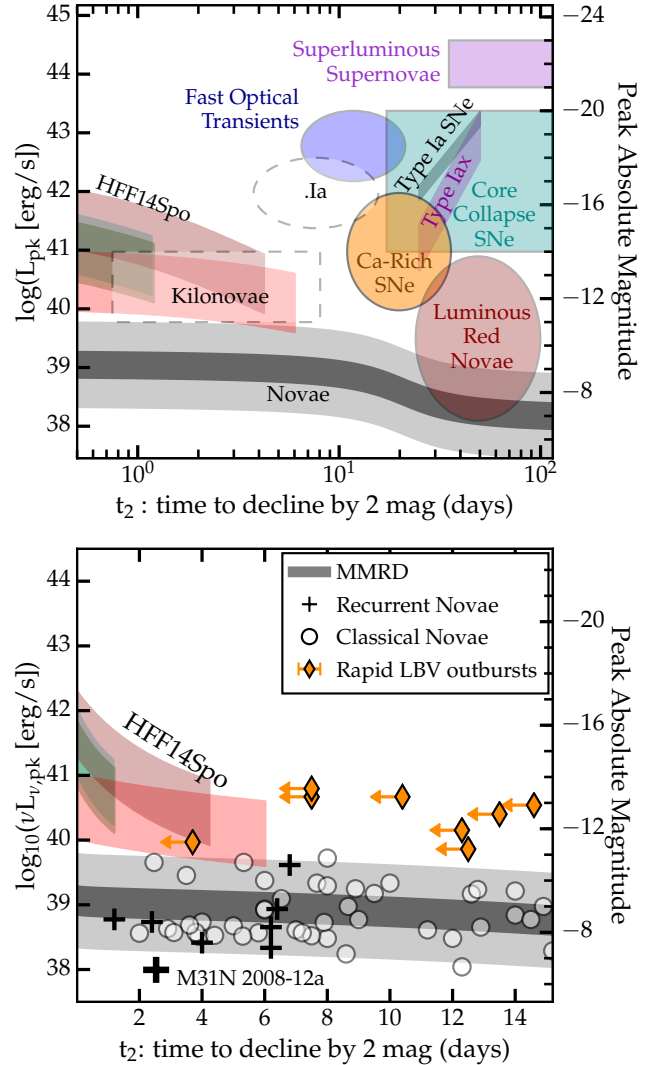 45
44
43
42
41
40
39
38
log(L_pk [erg/s])
−24
−20
−16
−12
−8
Peak Absolute Magnitude
Superluminous
Supernovae
Fast Optical
Transients
.Ia
Type Ia SNe
Type Iax
Core
Collapse
SNe
HFF14Spo
Ca-Rich
SNe
Kilonovae
Luminous
Red
Novae
Novae
10^0
10^1
10^2
t_2 : time to decline by 2 mag (days)
44
43
42
41
40
39
38
log_10(νL_ν,pk [erg/s])
−20
−16
−12
−8
Peak Absolute Magnitude
MMRD
Recurrent Novae
Classical Novae
Rapid LBV outbursts
HFF14Spo
M31N 2008-12a
2 4 6 8 10 12 14
t_2: time to decline by 2 mag (days)